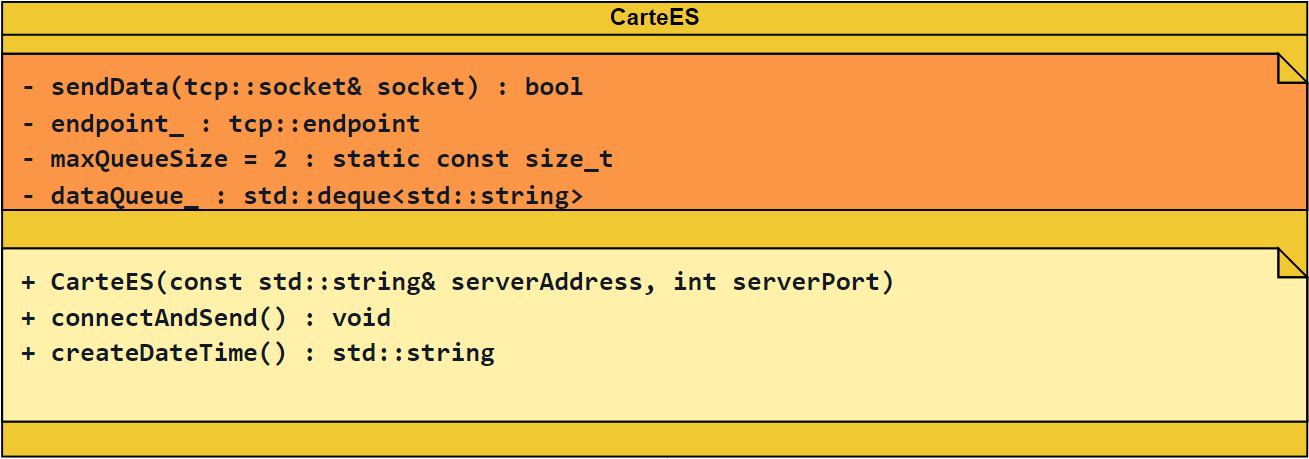 CarteES
- sendData(tcp::socket& socket) : bool
- endpoint_ : tcp::endpoint
- maxQueueSize = 2 : static const size_t
- dataQueue_ : std::deque<std::string>
+ CarteES(const std::string& serverAddress, int serverPort)
+ connectAndSend() : void
+ createDateTime() : std::string